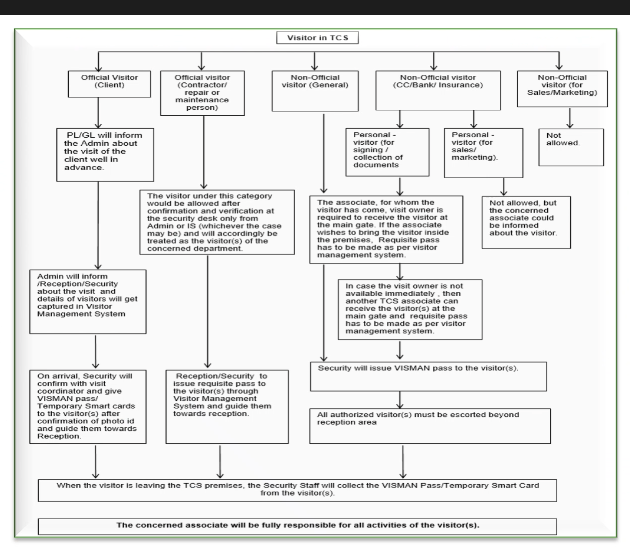 Visitor in TCS
Official Visitor
(Client)
Official visitor
(Contractor/
repair or
maintenance
person)
Non-Official
visitor (General)
Non-Official
visitor (CC/Bank/ Insurance)
Non-Official
visitor (for
Sales/Marketing)
PL/GL will inform
the Admin about
the visit of the
client well in
advance.
Personal -
visitor (for
signing /
collection of
documents
Personal -
visitor (for
sales/
marketing).
Not
allowed.
The visitor under this category
would be allowed after
confirmation and verification at
the security desk only from
Admin or IS (whichever the case
may be) and will accordingly be
treated as the visitor(s) of the
concerned department.
The associate, for whom the
visitor has come, visit owner is
required to receive the visitor at
the main gate. If the associate
wishes to bring the visitor inside
the premises, Requisite pass
has to be made as per visitor
management system.
Not allowed, but
the concerned
associate could
be informed
about the visitor.
Admin will inform
/Reception/Security
about the visit and
details of visitors will get
captured in Visitor
Management System
In case the visit owner is not
available immediately , then
another TCS associate can
receive the visitor(s) at the
main gate and requisite pass
has to be made as per visitor
management system.
On arrival, Security will
confirm with visit
coordinator and give
VISMAN pass/
Temporary Smart cards
to the visitor(s) after
confirmation of photo id
and guide them towards
Reception.
Reception/Security to
issue requisite pass to
the visitor(s) through
Visitor Management
System and guide them
towards reception.
Security will issue VISMAN pass to the visitor(s).
All authorized visitor(s) must be escorted beyond
reception area
When the visitor is leaving the TCS premises, the Security Staff will collect the VISMAN Pass/Temporary Smart Card
from the visitor(s).
The concerned associate will be fully responsible for all activities of the visitor(s).